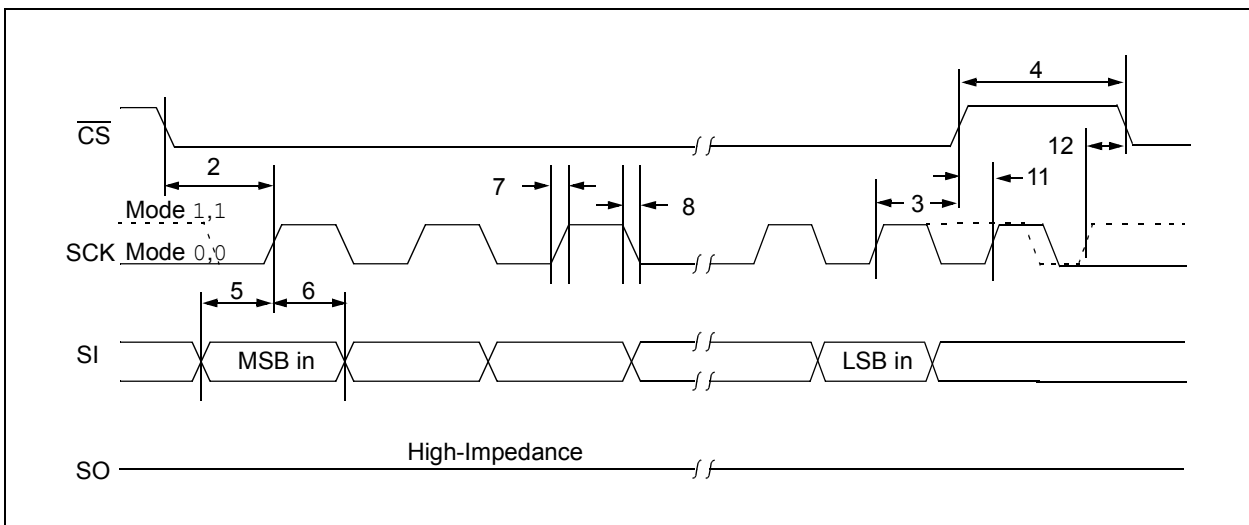 4
CS
12
2
7
8
3
11
Mode 1,1
SCK Mode 0,0
5
6
SI
MSB in
LSB in
High-Impedance
SO